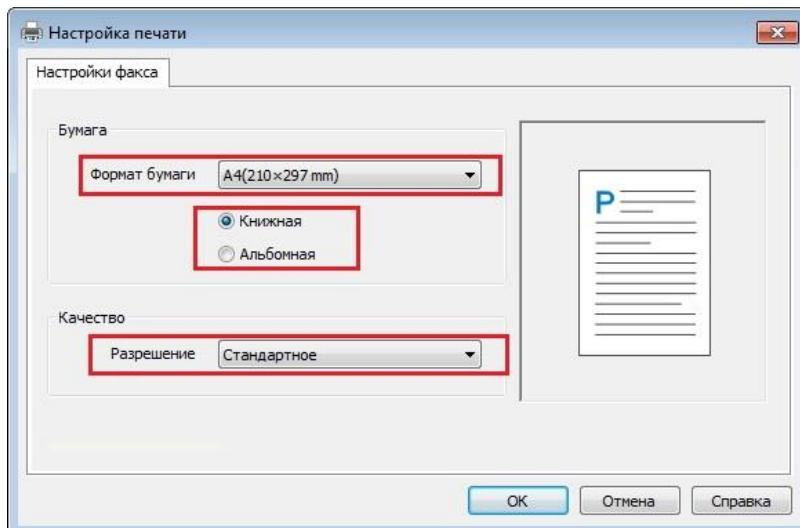 Настройка печати
Настройки факса
Бумага
Формат бумаги A4(210×297 mm)
Книжная
Альбомная
Качество
Разрешение Стандартное
P
OK Отмена Справка